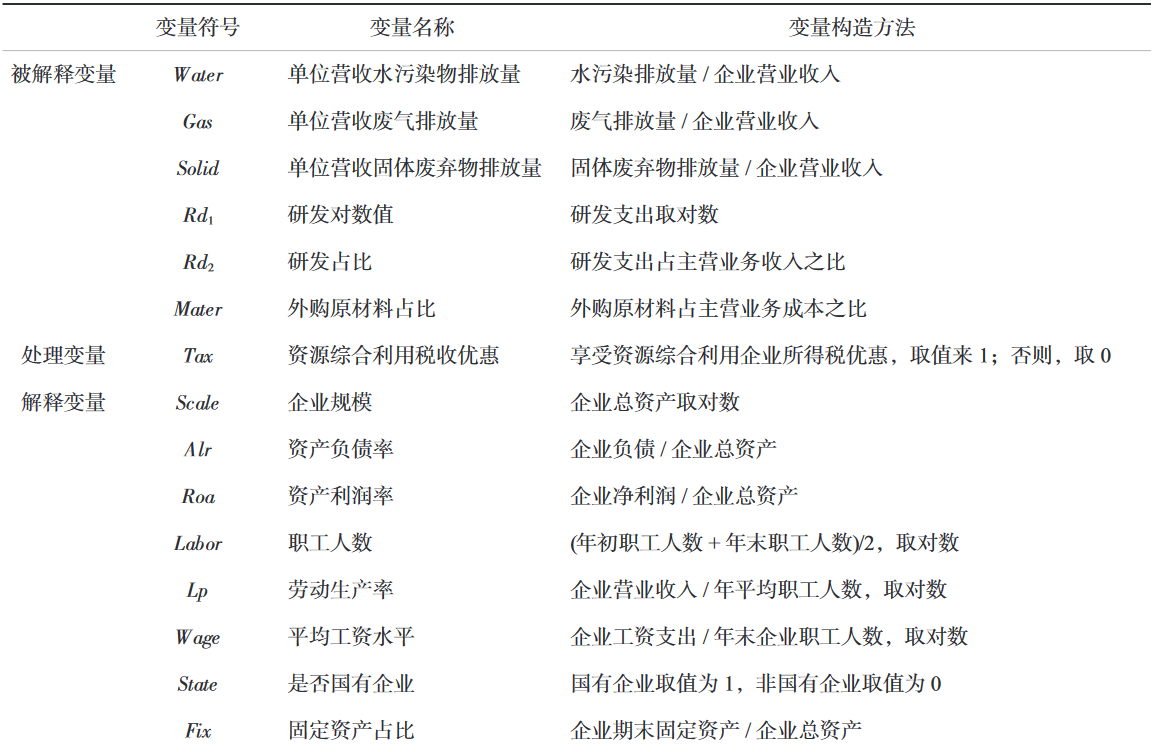 变量符号 变量名称 变量构造方法
被解释变量 Water 单位营收水污染物排放量 水污染排放量 / 企业营业收入
Gas 单位营收废气排放量 废气排放量 / 企业营业收入
Solid 单位营收固体废弃物排放量 固体废弃物排放量 / 企业营业收入
Rd₁ 研发对数值 研发支出取对数
Rd₂ 研发占比 研发支出占主营业务收入之比
Mater 外购原材料占比 外购原材料占主营业务成本之比
处理变量 Tax 资源综合利用税收优惠 享受资源综合利用企业所得税优惠，取值来 1；否则，取 0
解释变量 Scale 企业规模 企业总资产取对数
Alr 资产负债率 企业负债 / 企业总资产
Roa 资产利润率 企业净利润 / 企业总资产
Labor 职工人数 (年初职工人数 + 年末职工人数)/2，取对数
Lp 劳动生产率 企业营业收入 / 年平均职工人数，取对数
Wage 平均工资水平 企业工资支出 / 年末企业职工人数，取对数
State 是否国有企业 国有企业取值为 1，非国有企业取值为 0
Fix 固定资产占比 企业期末固定资产 / 企业总资产